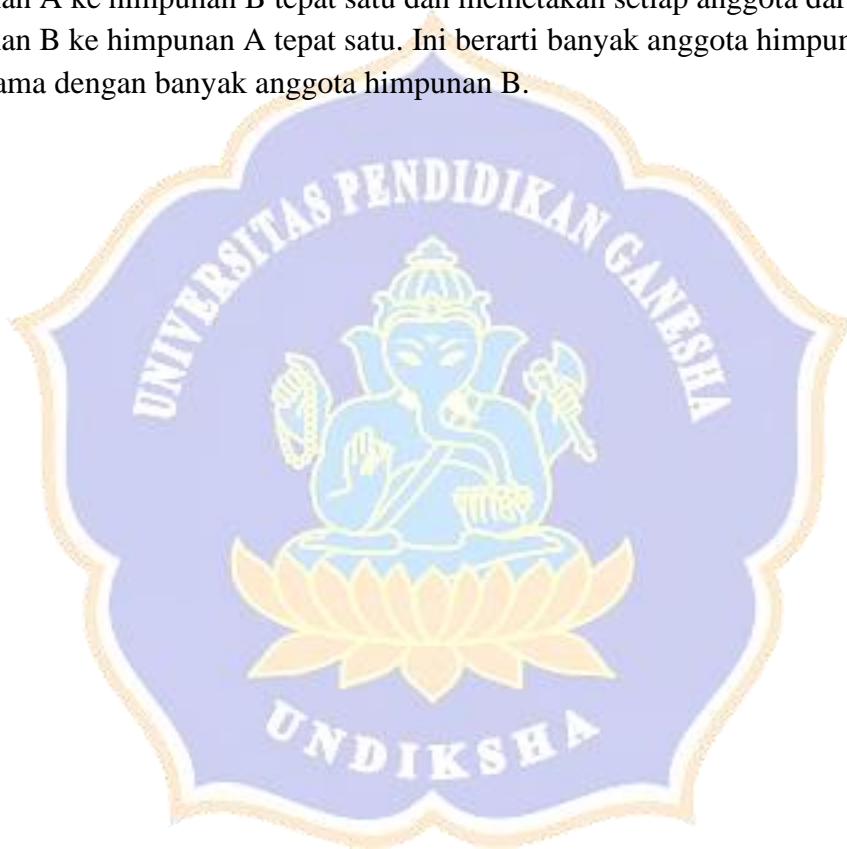 an A ke himpunan B tepat satu dan memetakan setiap anggota dar
an B ke himpunan A tepat satu. Ini berarti banyak anggota himpun
ama dengan banyak anggota himpunan B.
UNIVERSITAS PENDIDIKAN GANESHA
UNDIKSHA